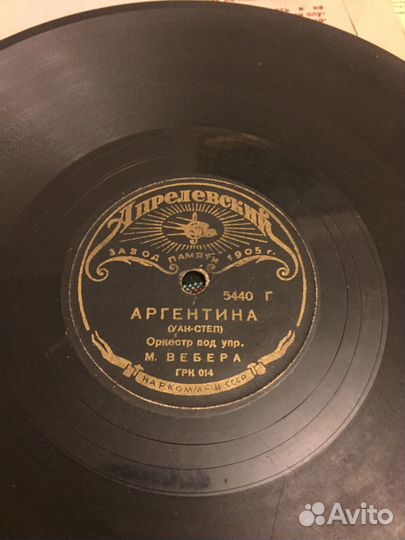 Апрелевский
ЗАВОД ПАМЯТИ 1905 г.
5440 Г
АРГЕНТИНА
(УАН-СТЕП)
Оркестр под упр.
М. ВЕБЕРА
ГРК 014
НАРКОММАШ СССР
Avito